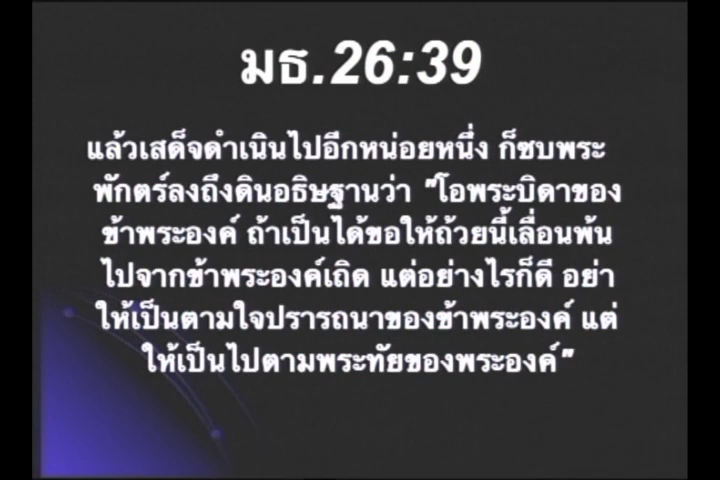 มธ.26:39
แล้วเสด็จดำเนินไปอีกหน่อยหนึ่ง ก็ซบพระ
พักตร์ลงถึงดินอธิษฐานว่า "โอพระบิดาของ
ข้าพระองค์ ถ้าเป็นได้ขอให้ถ้วยนี้เลื่อนพ้น
ไปจากข้าพระองค์เถิด แต่อย่างไรก็ดี อย่า
ให้เป็นตามใจปรารถนาของข้าพระองค์ แต่
ให้เป็นไปตามพระทัยของพระองค์"